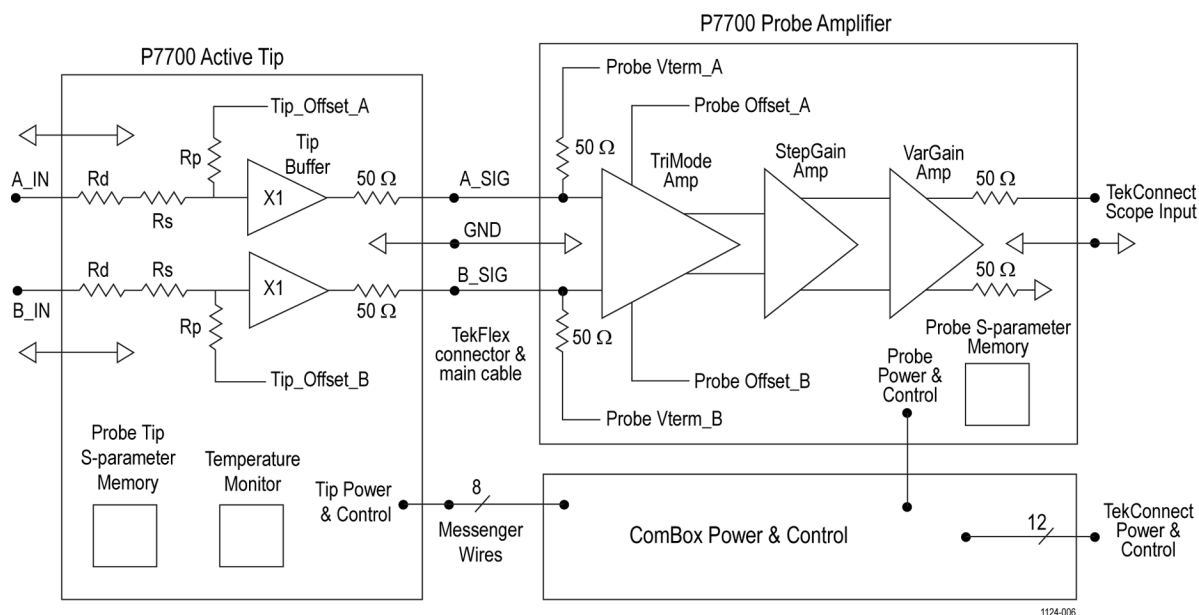 P7700 Probe Amplifier
P7700 Active Tip
Probe Vterm_A
Tip_Offset_A
Probe Offset_A
Tip
Buffer
Rp
50 Ω
TriMode
Amp
StepGain
Amp
VarGain
Amp
A_IN
Rd
Rs
X1
50 Ω
A_SIG
50 Ω
TekConnect
Scope Input
GND
B_SIG
Rd
Rs
X1
50 Ω
50 Ω
B_IN
Rp
50 Ω
TekFlex
connector &
main cable
Probe S-parameter
Memory
Tip_Offset_B
Probe Offset_B
Probe
Power &
Control
Probe Vterm_B
Probe Tip
S-parameter
Memory
Temperature
Monitor
Tip Power
& Control
8
Messenger
Wires
ComBox Power & Control
12
TekConnect
Power &
Control
1124-006